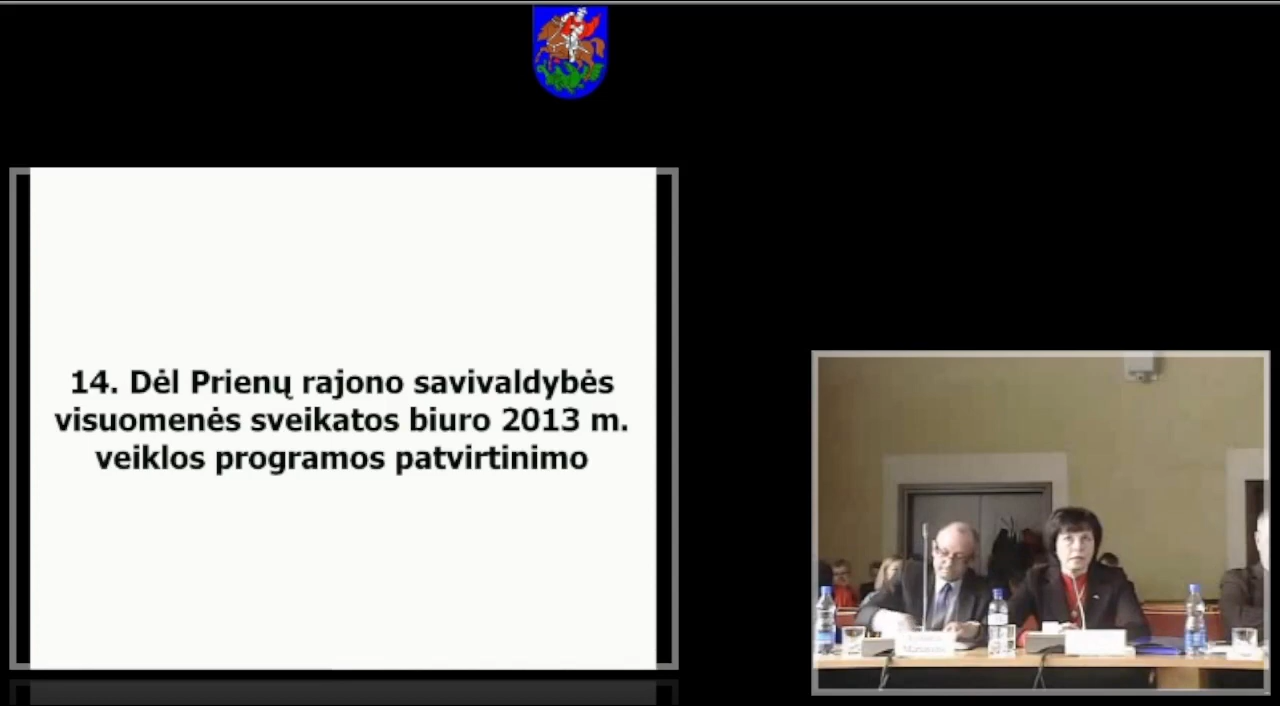 14. Dėl Prienų rajono savivaldybės
visuomenės sveikatos biuro 2013 m.
veiklos programos patvirtinimo